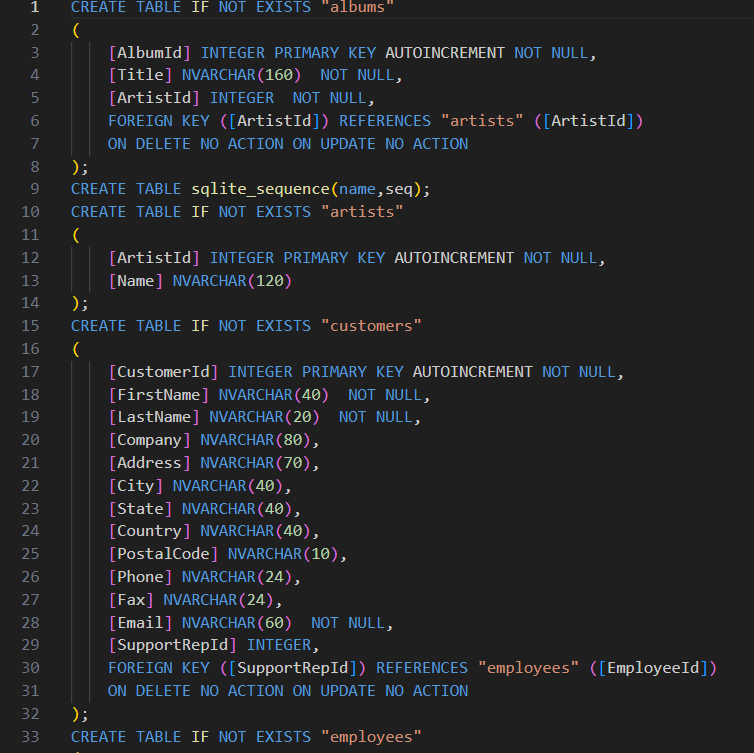 1 CREATE TABLE IF NOT EXISTS "albums"
2 (
3     [AlbumId] INTEGER PRIMARY KEY AUTOINCREMENT NOT NULL,
4     [Title] NVARCHAR(160)  NOT NULL,
5     [ArtistId] INTEGER  NOT NULL,
6     FOREIGN KEY ([ArtistId]) REFERENCES "artists" ([ArtistId])
7     ON DELETE NO ACTION ON UPDATE NO ACTION
8 );
9 CREATE TABLE sqlite_sequence(name,seq);
10 CREATE TABLE IF NOT EXISTS "artists"
11 (
12     [ArtistId] INTEGER PRIMARY KEY AUTOINCREMENT NOT NULL,
13     [Name] NVARCHAR(120)
14 );
15 CREATE TABLE IF NOT EXISTS "customers"
16 (
17     [CustomerId] INTEGER PRIMARY KEY AUTOINCREMENT NOT NULL,
18     [FirstName] NVARCHAR(40)  NOT NULL,
19     [LastName] NVARCHAR(20)  NOT NULL,
20     [Company] NVARCHAR(80),
21     [Address] NVARCHAR(70),
22     [City] NVARCHAR(40),
23     [State] NVARCHAR(40),
24     [Country] NVARCHAR(40),
25     [PostalCode] NVARCHAR(10),
26     [Phone] NVARCHAR(24),
27     [Fax] NVARCHAR(24),
28     [Email] NVARCHAR(60)  NOT NULL,
29     [SupportRepId] INTEGER,
30     FOREIGN KEY ([SupportRepId]) REFERENCES "employees" ([EmployeeId])
31     ON DELETE NO ACTION ON UPDATE NO ACTION
32 );
33 CREATE TABLE IF NOT EXISTS "employees"